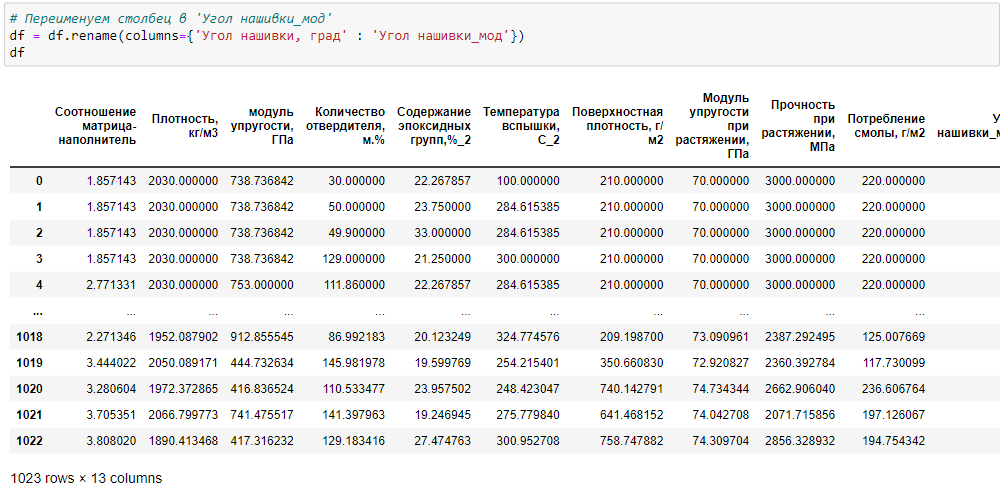 # Переименуем столбец в 'Угол нашивки_мод'
df = df.rename(columns={'Угол нашивки, град' : 'Угол нашивки_мод'})
df
Соотношение матрица-наполнитель Плотность, кг/м3 модуль упругости, ГПа Количество отвердителя, м.% Содержание эпоксидных групп,%_2 Температура вспышки, С_2 Поверхностная плотность, г/м2 Модуль упругости при растяжении, ГПа Прочность при растяжении, МПа Потребление смолы, г/м2 У нашивки_м
0 1.857143 2030.000000 738.736842 30.000000 22.267857 100.000000 210.000000 70.000000 3000.000000 220.000000
1 1.857143 2030.000000 738.736842 50.000000 23.750000 284.615385 210.000000 70.000000 3000.000000 220.000000
2 1.857143 2030.000000 738.736842 49.900000 33.000000 284.615385 210.000000 70.000000 3000.000000 220.000000
3 1.857143 2030.000000 738.736842 129.000000 21.250000 300.000000 210.000000 70.000000 3000.000000 220.000000
4 2.771331 2030.000000 753.000000 111.860000 22.267857 284.615385 210.000000 70.000000 3000.000000 220.000000
... ... ... ... ... ... ... ... ... ... ...
1018 2.271346 1952.087902 912.855545 86.992183 20.123249 324.774576 209.198700 73.090961 2387.292495 125.007669
1019 3.444022 2050.089171 444.732634 145.981978 19.599769 254.215401 350.660830 72.920827 2360.392784 117.730099
1020 3.280604 1972.372865 416.836524 110.533477 23.957502 248.423047 740.142791 74.734344 2662.906040 236.606764
1021 3.705351 2066.799773 741.475517 141.397963 19.246945 275.779840 641.468152 74.042708 2071.715856 197.126067
1022 3.808020 1890.413468 417.316232 129.183416 27.474763 300.952708 758.747882 74.309704 2856.328932 194.754342
1023 rows × 13 columns